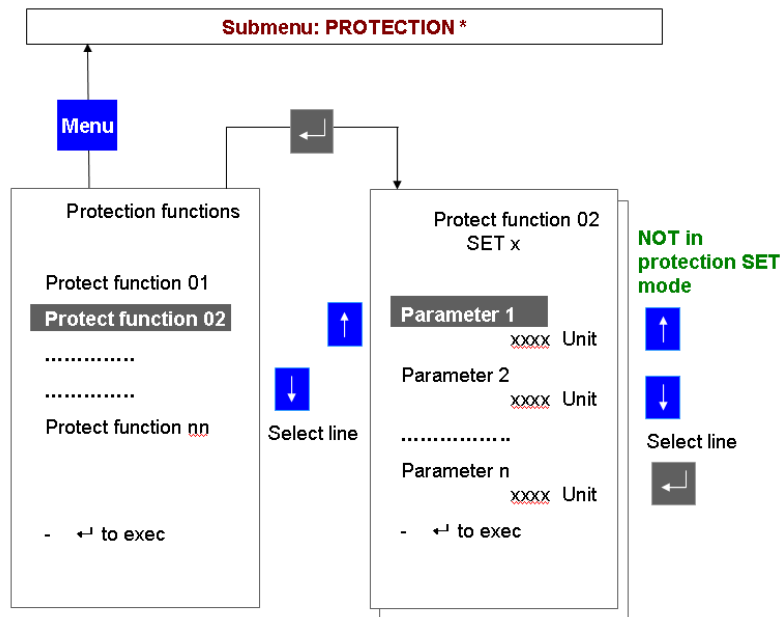 Submenu: PROTECTION *
Menu
Protection functions
Protect function 01
Protect function 02
..............
..............
Protect function nn
- ↵ to exec
Select line
Protect function 02
SET x
Parameter 1
xxxx Unit
Parameter 2
xxxx Unit
.................
Parameter n
xxxx Unit
- ↵ to exec
NOT in
protection SET
mode
Select line